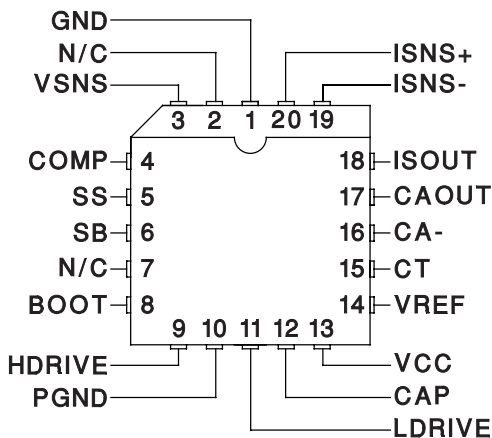 GND
N/C ISNS+
VSNS ISNS-
3 2 1 20 19
COMP 4 18 ISOUT
SS 5 17 CAOUT
SB 6 16 CA-
N/C 7 15 CT
BOOT 8 14 VREF
9 10 11 12 13
HDRIVE VCC
PGND CAP
LDRIVE